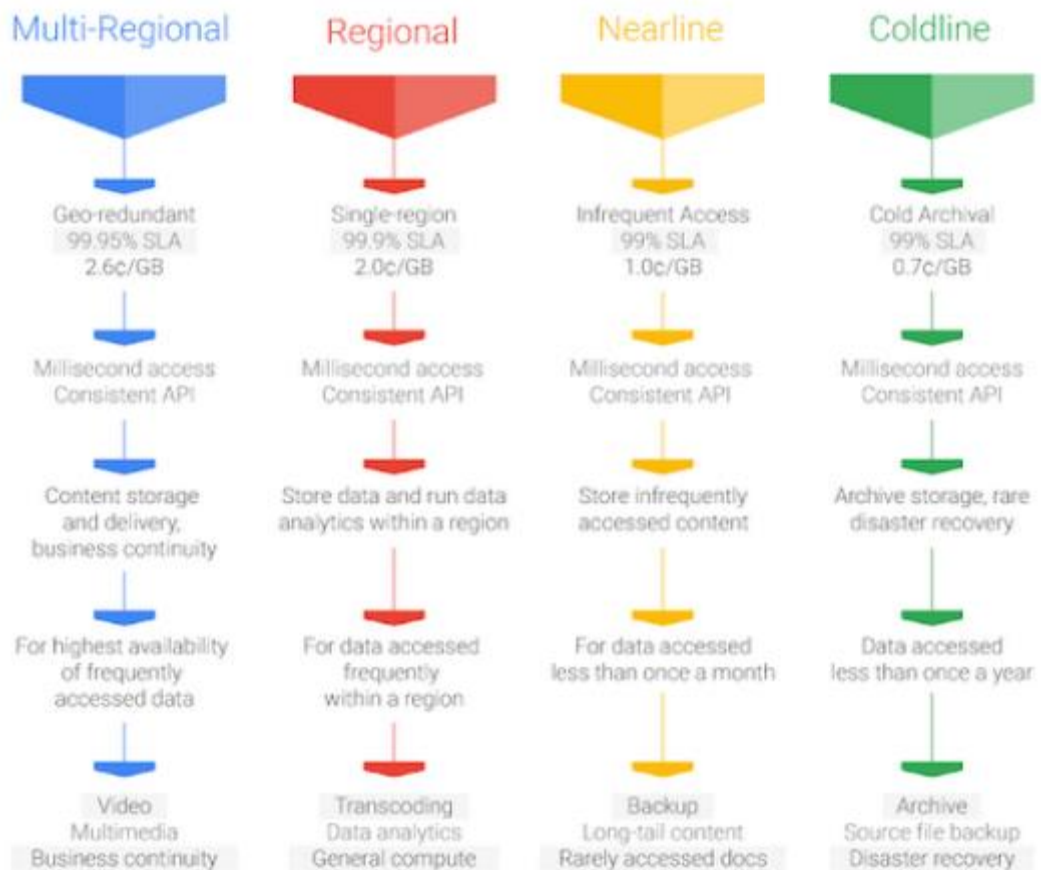 Multi-Regional
Geo-redundant
99.95% SLA
2.6¢/GB
Millisecond access
Consistent API
Content storage
and delivery,
business continuity
For highest availability
of frequently
accessed data
Video
Multimedia
Business continuity
Regional
Single-region
99.9% SLA
2.0¢/GB
Millisecond access
Consistent API
Store data and run data
analytics within a region
For data accessed
frequently
within a region
Transcoding
Data analytics
General compute
Nearline
Infrequent Access
99% SLA
1.0¢/GB
Millisecond access
Consistent API
Store infrequently
accessed content
For data accessed
less than once a month
Backup
Long-tail content
Rarely accessed docs
Coldline
Cold Archival
99% SLA
0.7¢/GB
Millisecond access
Consistent API
Archive storage, rare
disaster recovery
Data accessed
less than once a year
Archive
Source file backup
Disaster recovery